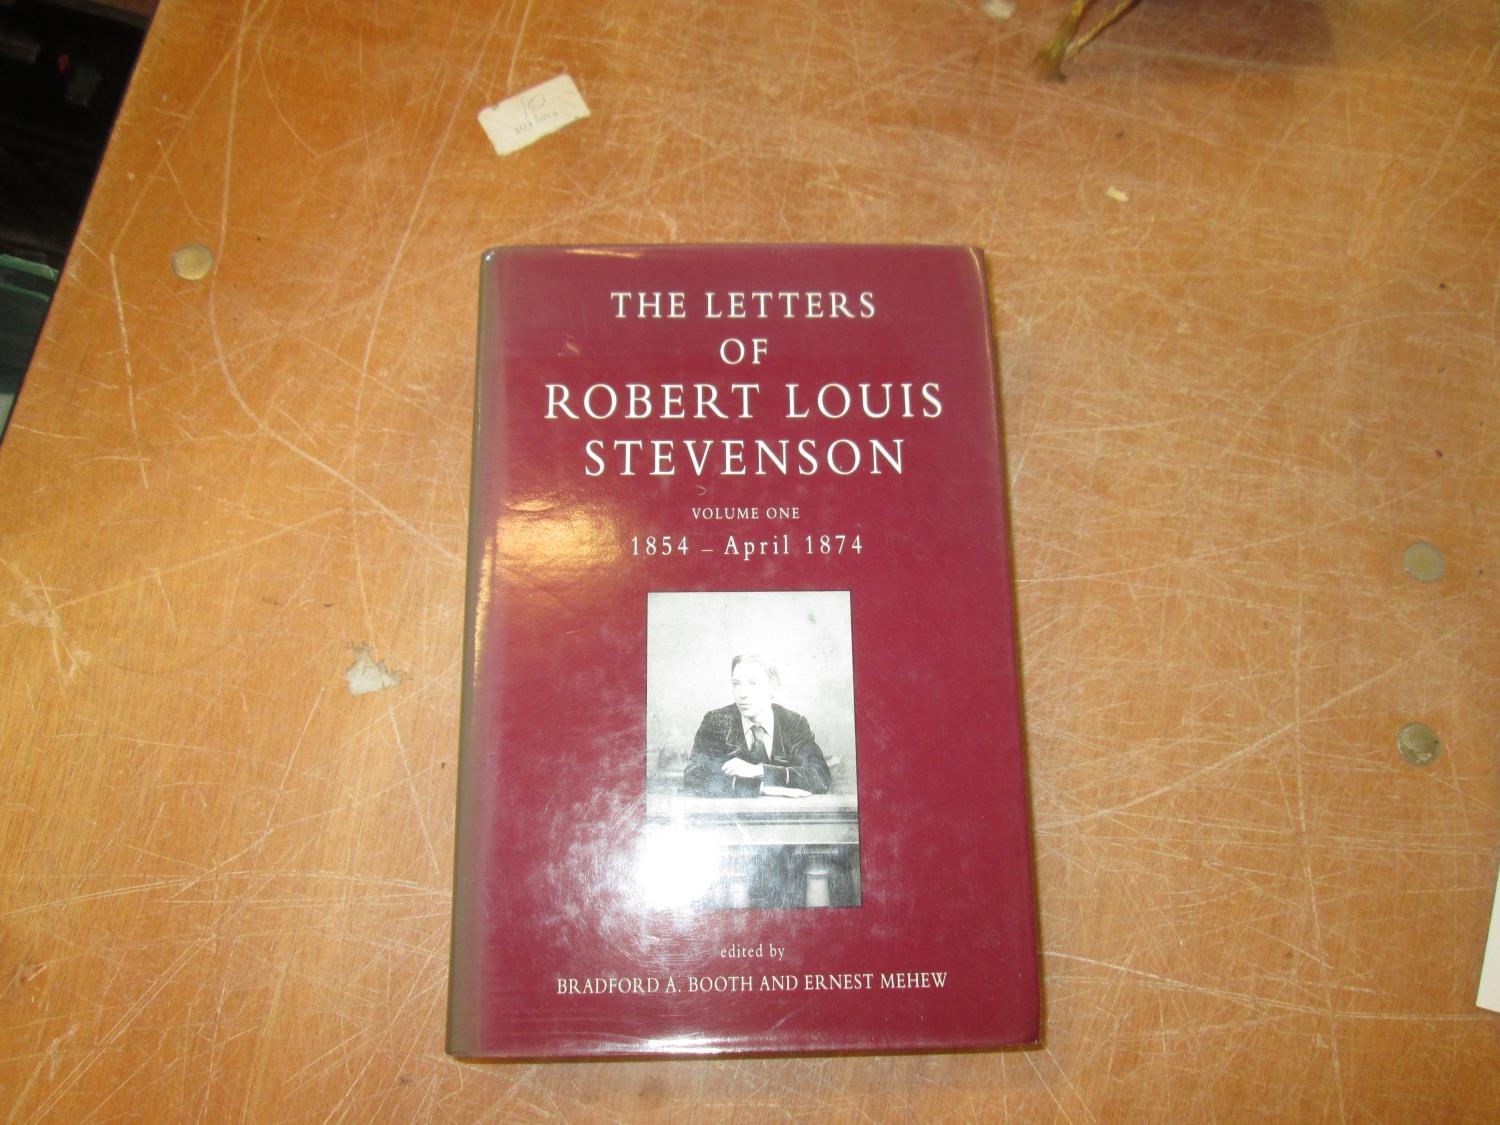 THE LETTERS
OF
ROBERT LOUIS
STEVENSON
VOLUME ONE
1854 – April 1874
edited by
BRADFORD A. BOOTH AND ERNEST MEHEW